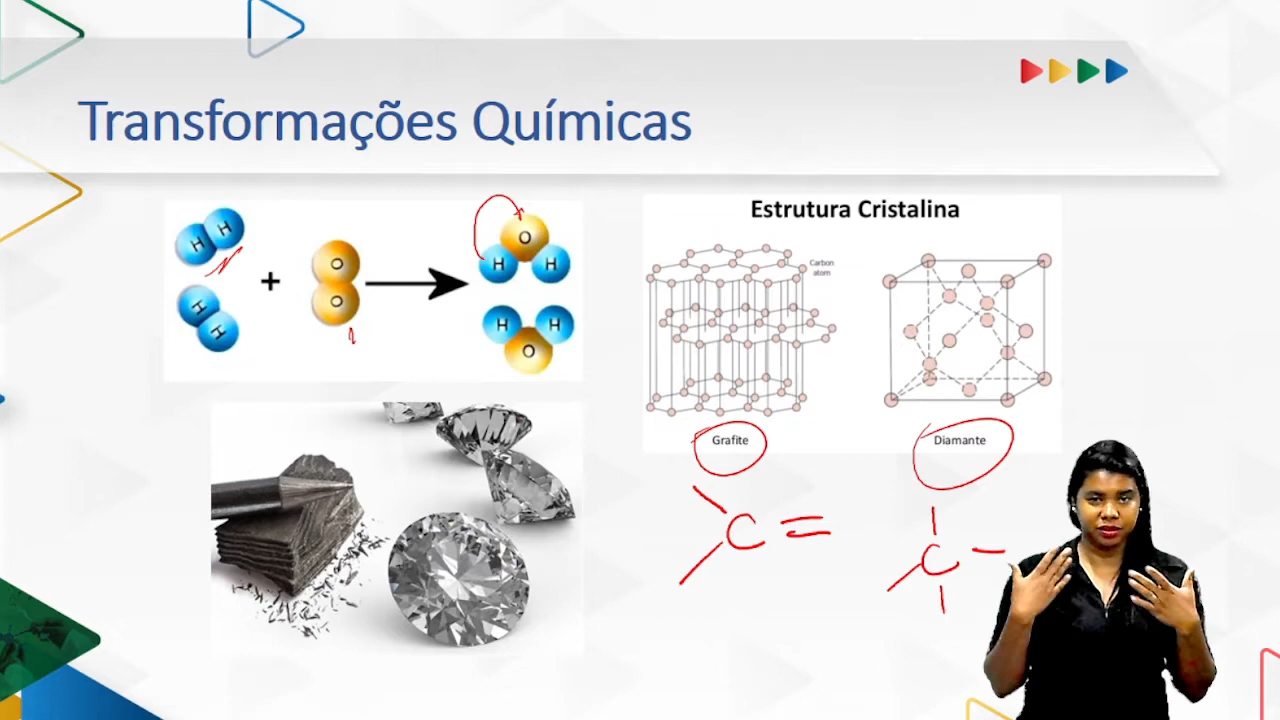 Transformações Químicas
H H
H H
+
O
O
O
H H
H H
O
Estrutura Cristalina
Carbon
atom
Grafite
Diamante
C
C